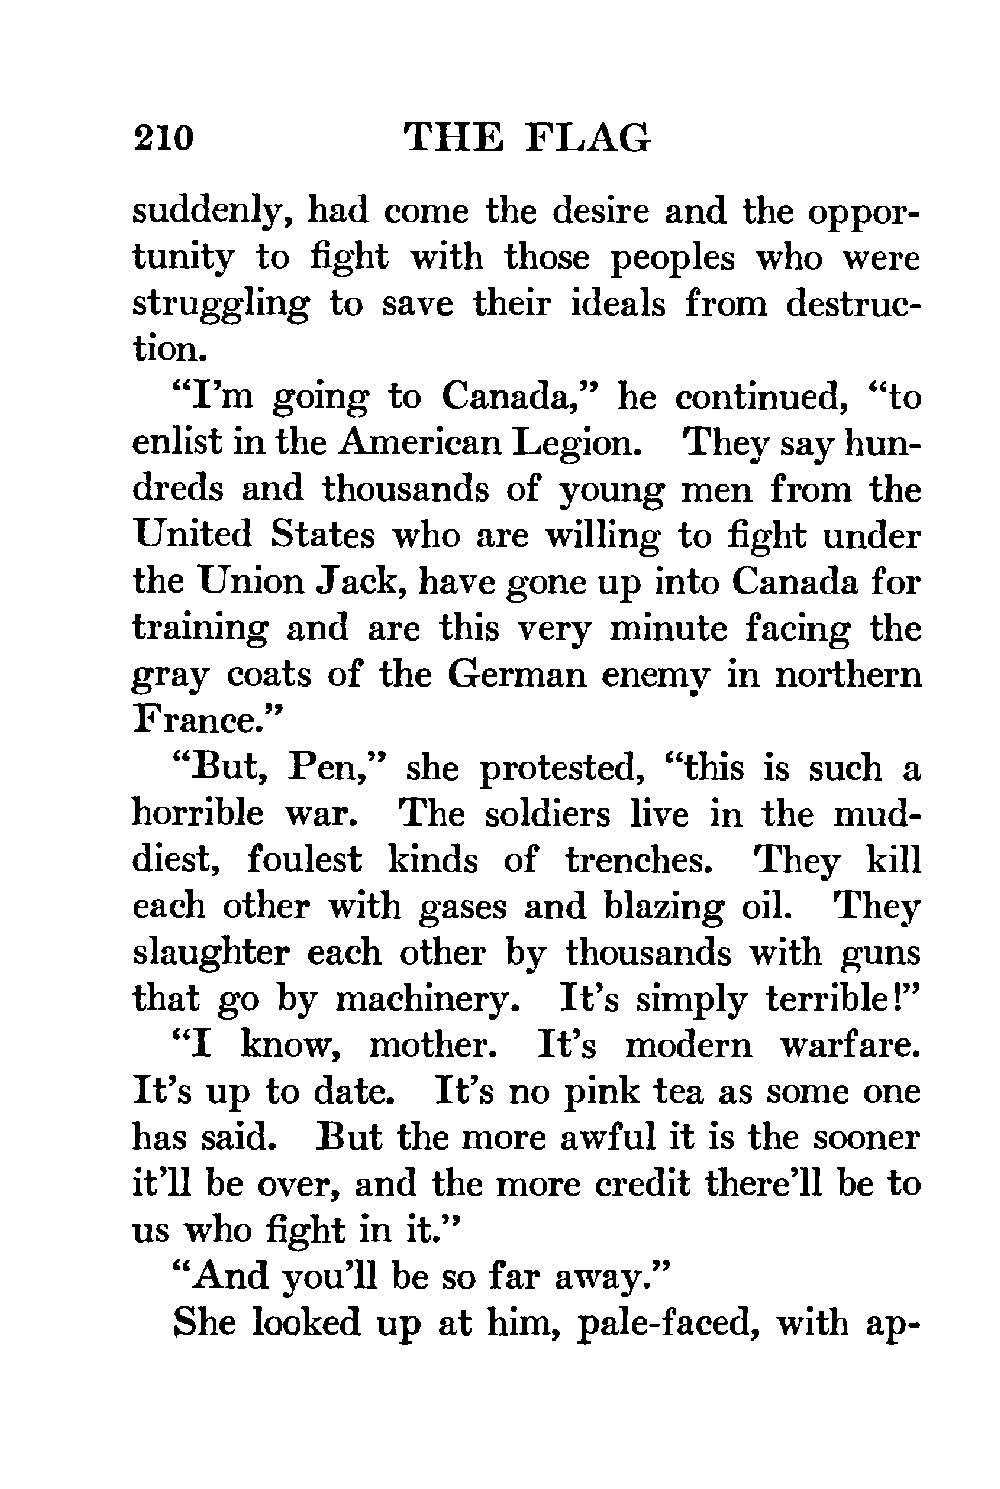 210 THE FLAG
suddenly, had come the desire and the oppor-
tunity to fight with those peoples who were
struggling to save their ideals from destruc-
tion.
“I’m going to Canada,” he continued, “to
enlist in the American Legion. They say hun-
dreds and thousands of young men from the
United States who are willing to fight under
the Union Jack, have gone up into Canada for
training and are this very minute facing the
gray coats of the German enemy in northern
France.”
“But, Pen,” she protested, “this is such a
horrible war. The soldiers live in the mud-
diest, foulest kinds of trenches. They kill
each other with gases and blazing oil. They
slaughter each other by thousands with guns
that go by machinery. It’s simply terrible!”
“I know, mother. It’s modern warfare.
It’s up to date. It’s no pink tea as some one
has said. But the more awful it is the sooner
it’ll be over, and the more credit there’ll be to
us who fight in it.”
“And you’ll be so far away.”
She looked up at him, pale-faced, with ap-